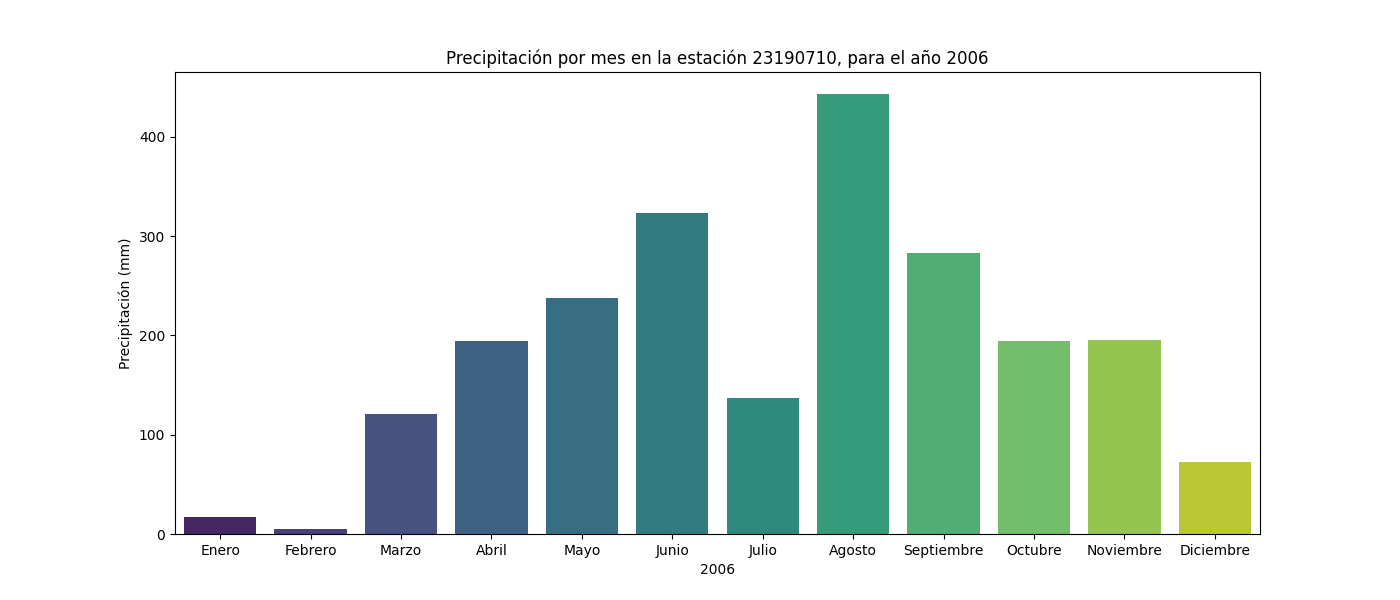 Precipitación por mes en la estación 23190710, para el año 2006
Precipitación (mm)
400
300
200
100
0
Enero Febrero Marzo Abril Mayo Junio Julio Agosto Septiembre Octubre Noviembre Diciembre
2006